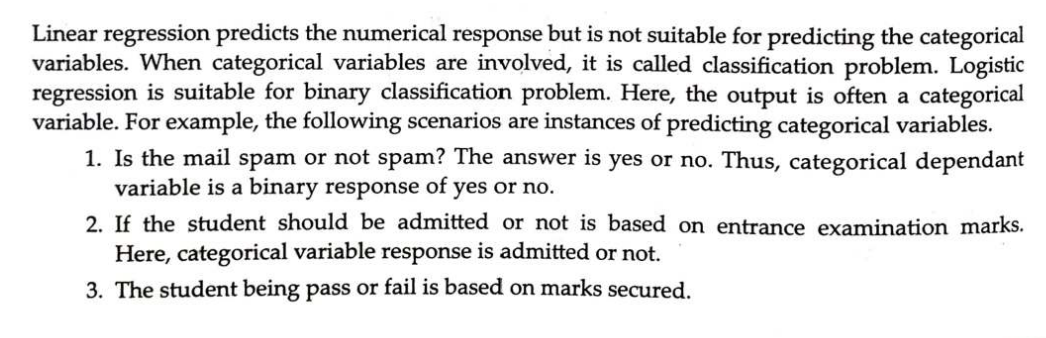 Linear regression predicts the numerical response but is not suitable for predicting the categorical
variables. When categorical variables are involved, it is called classification problem. Logistic
regression is suitable for binary classification problem. Here, the output is often a categorical
variable. For example, the following scenarios are instances of predicting categorical variables.
1. Is the mail spam or not spam? The answer is yes or no. Thus, categorical dependant
variable is a binary response of yes or no.
2. If the student should be admitted or not is based on entrance examination marks.
Here, categorical variable response is admitted or not.
3. The student being pass or fail is based on marks secured.